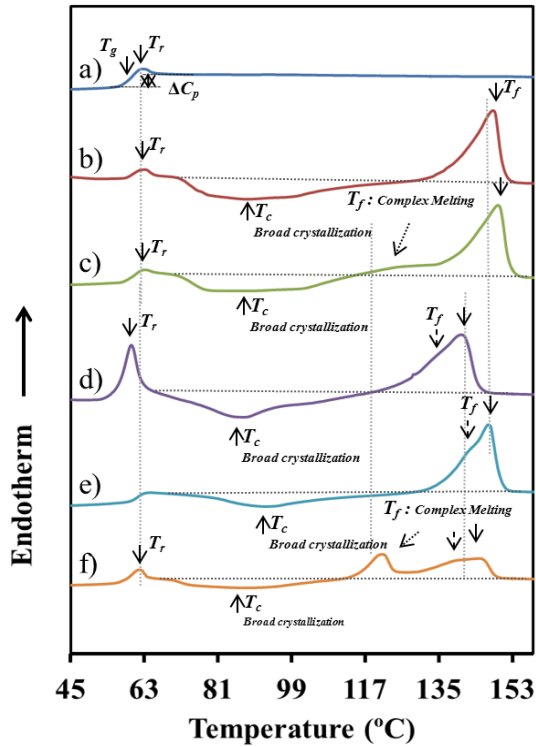 Tg Tr
a)
ΔCp
Tf
b) Tr
Tc
Broad crystallization
Tf : Complex Melting
c) Tr
Tc
Broad crystallization
Tr
Tf
d)
Tc
Broad crystallization
Tf
e)
Tc
Broad crystallization
Tf : Complex Melting
f) Tr
Tc
Broad crystallization
Endotherm
45 63 81 99 117 135 153
Temperature (ºC)